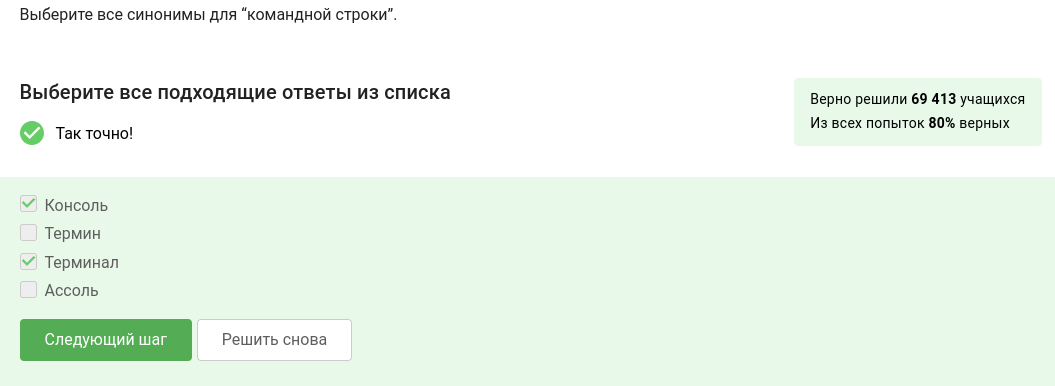 Выберите все синонимы для “командной строки”.
Выберите все подходящие ответы из списка
Верно решили 69 413 учащихся
Из всех попыток 80% верных
Так точно!
Консоль
Термин
Терминал
Ассоль
Следующий шаг
Решить снова